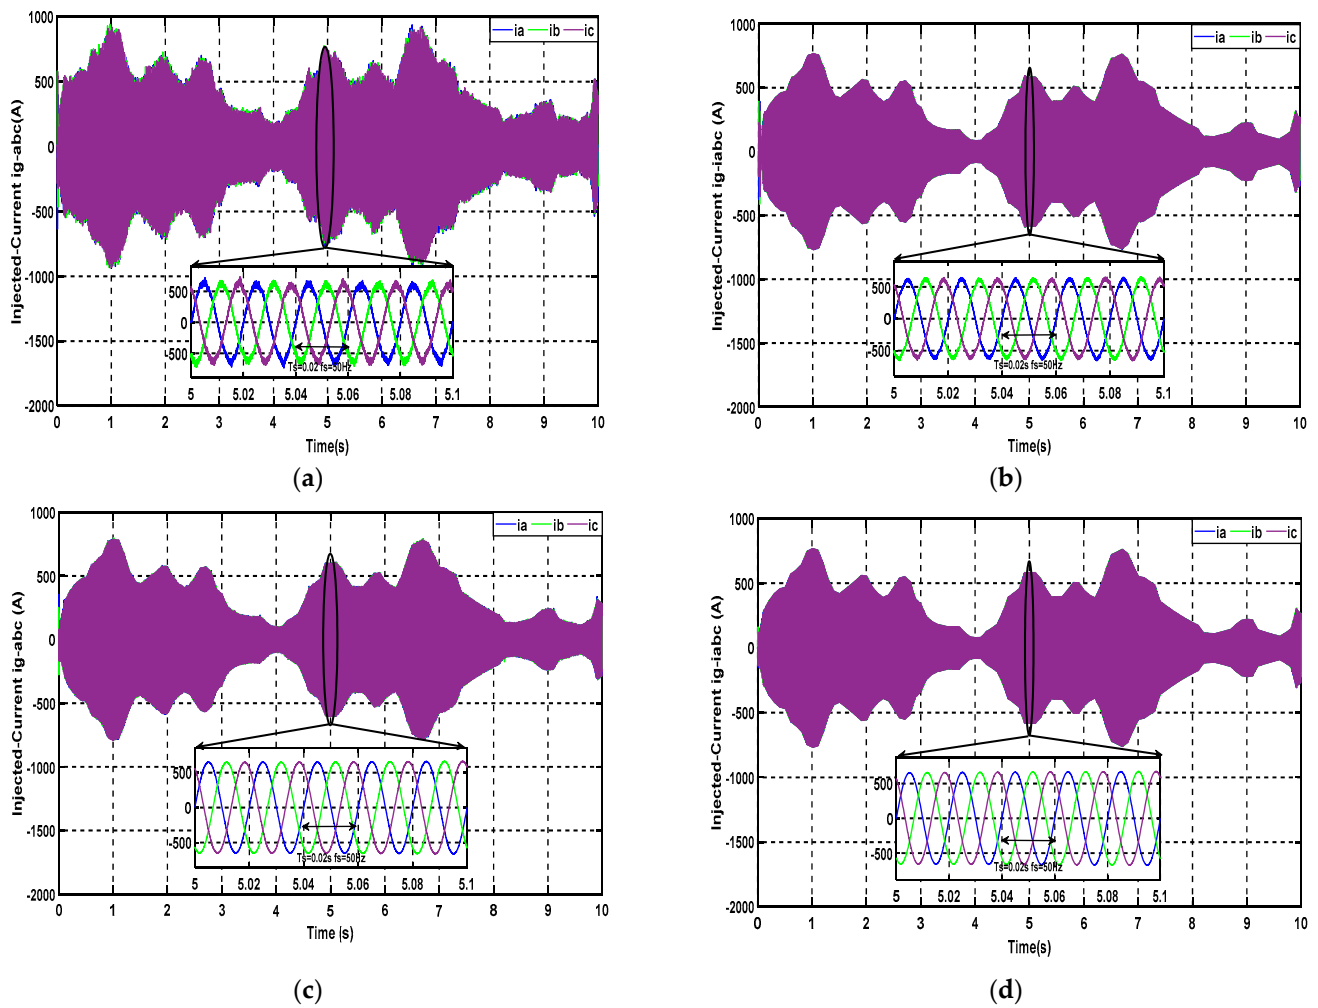 1000
500
0
-500
-1000
-1500
-2000
Injected-Current ig-abc(A)
ia ib ic
500
0
-500
Ts=0.02 fs=50Hz
5 5.02 5.04 5.06 5.08 5.1
0 1 2 3 4 5 6 7 8 9 10
Time(s)
(a)
1000
500
0
-500
-1000
-1500
-2000
Injected-Current ig-iabc (A)
ia ib ic
500
0
-500
Ts=0.02s fs=50Hz
5 5.02 5.04 5.06 5.08 5.1
0 1 2 3 4 5 6 7 8 9 10
Time(s)
(b)
1000
500
0
-500
-1000
-1500
-2000
Injected-Current ig-abc (A)
ia ib ic
500
0
-500
Ts=0.02s fs=50Hz
5 5.02 5.04 5.06 5.08 5.1
0 1 2 3 4 5 6 7 8 9 10
Time (s)
(c)
1000
500
0
-500
-1000
-1500
-2000
Injected-Current ig-iabc (A)
ia ib ic
500
0
-500
Ts=0.02s fs=50Hz
5 5.02 5.04 5.06 5.08 5.1
0 1 2 3 4 5 6 7 8 9 10
Time(s)
(d)